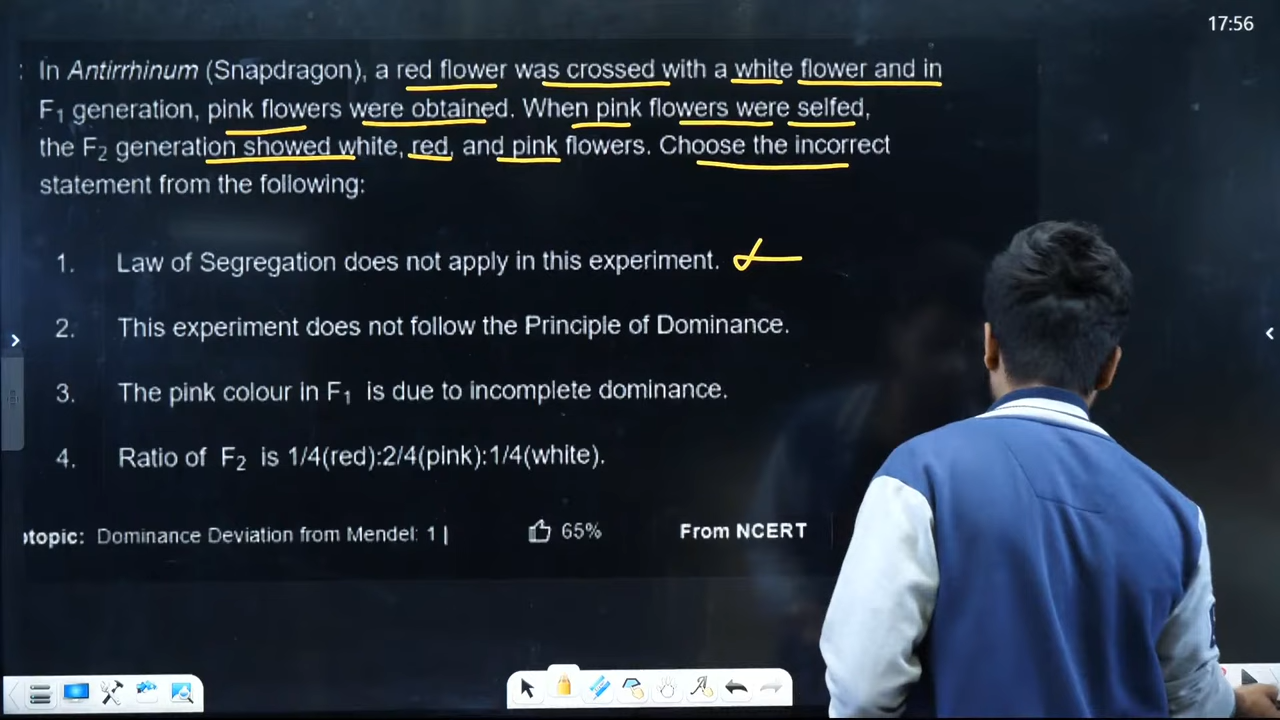 17:56
: In Antirrhinum (Snapdragon), a red flower was crossed with a white flower and in
F₁ generation, pink flowers were obtained. When pink flowers were selfed,
the F₂ generation showed white, red, and pink flowers. Choose the incorrect
statement from the following:
1. Law of Segregation does not apply in this experiment.
2. This experiment does not follow the Principle of Dominance.
3. The pink colour in F₁ is due to incomplete dominance.
4. Ratio of F₂ is 1/4(red):2/4(pink):1/4(white).
topic: Dominance Deviation from Mendel: 1 | 65% From NCERT